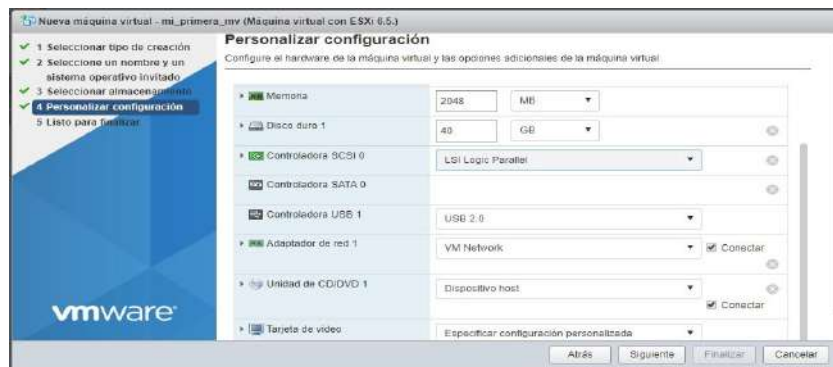 Nueva máquina virtual - mi_primera_mv (Máquina virtual con ESXi 6.5.)
1 Seleccionar tipo de creación
2 Seleccione un nombre y un
sistema operativo invitado
3 Seleccionar almacenamiento
4 Personalizar configuración
5 Listo para finalizar
vmware
Personalizar configuración
Configure el hardware de la máquina virtual y las opciones adicionales de la máquina virtual
Memoria 2048 MB
Disco duro 1 40 GB
Controladora SCSI 0 LSI Logic Parallel
Controladora SATA 0
Controladora USB 1 USB 2.0
Adaptador de red 1 VM Network Conectar
Unidad de CD/DVD 1 Dispositivo host
Conectar
Tarjeta de vídeo Especificar configuración personalizada
Atrás Siguiente Finalizar Cancelar